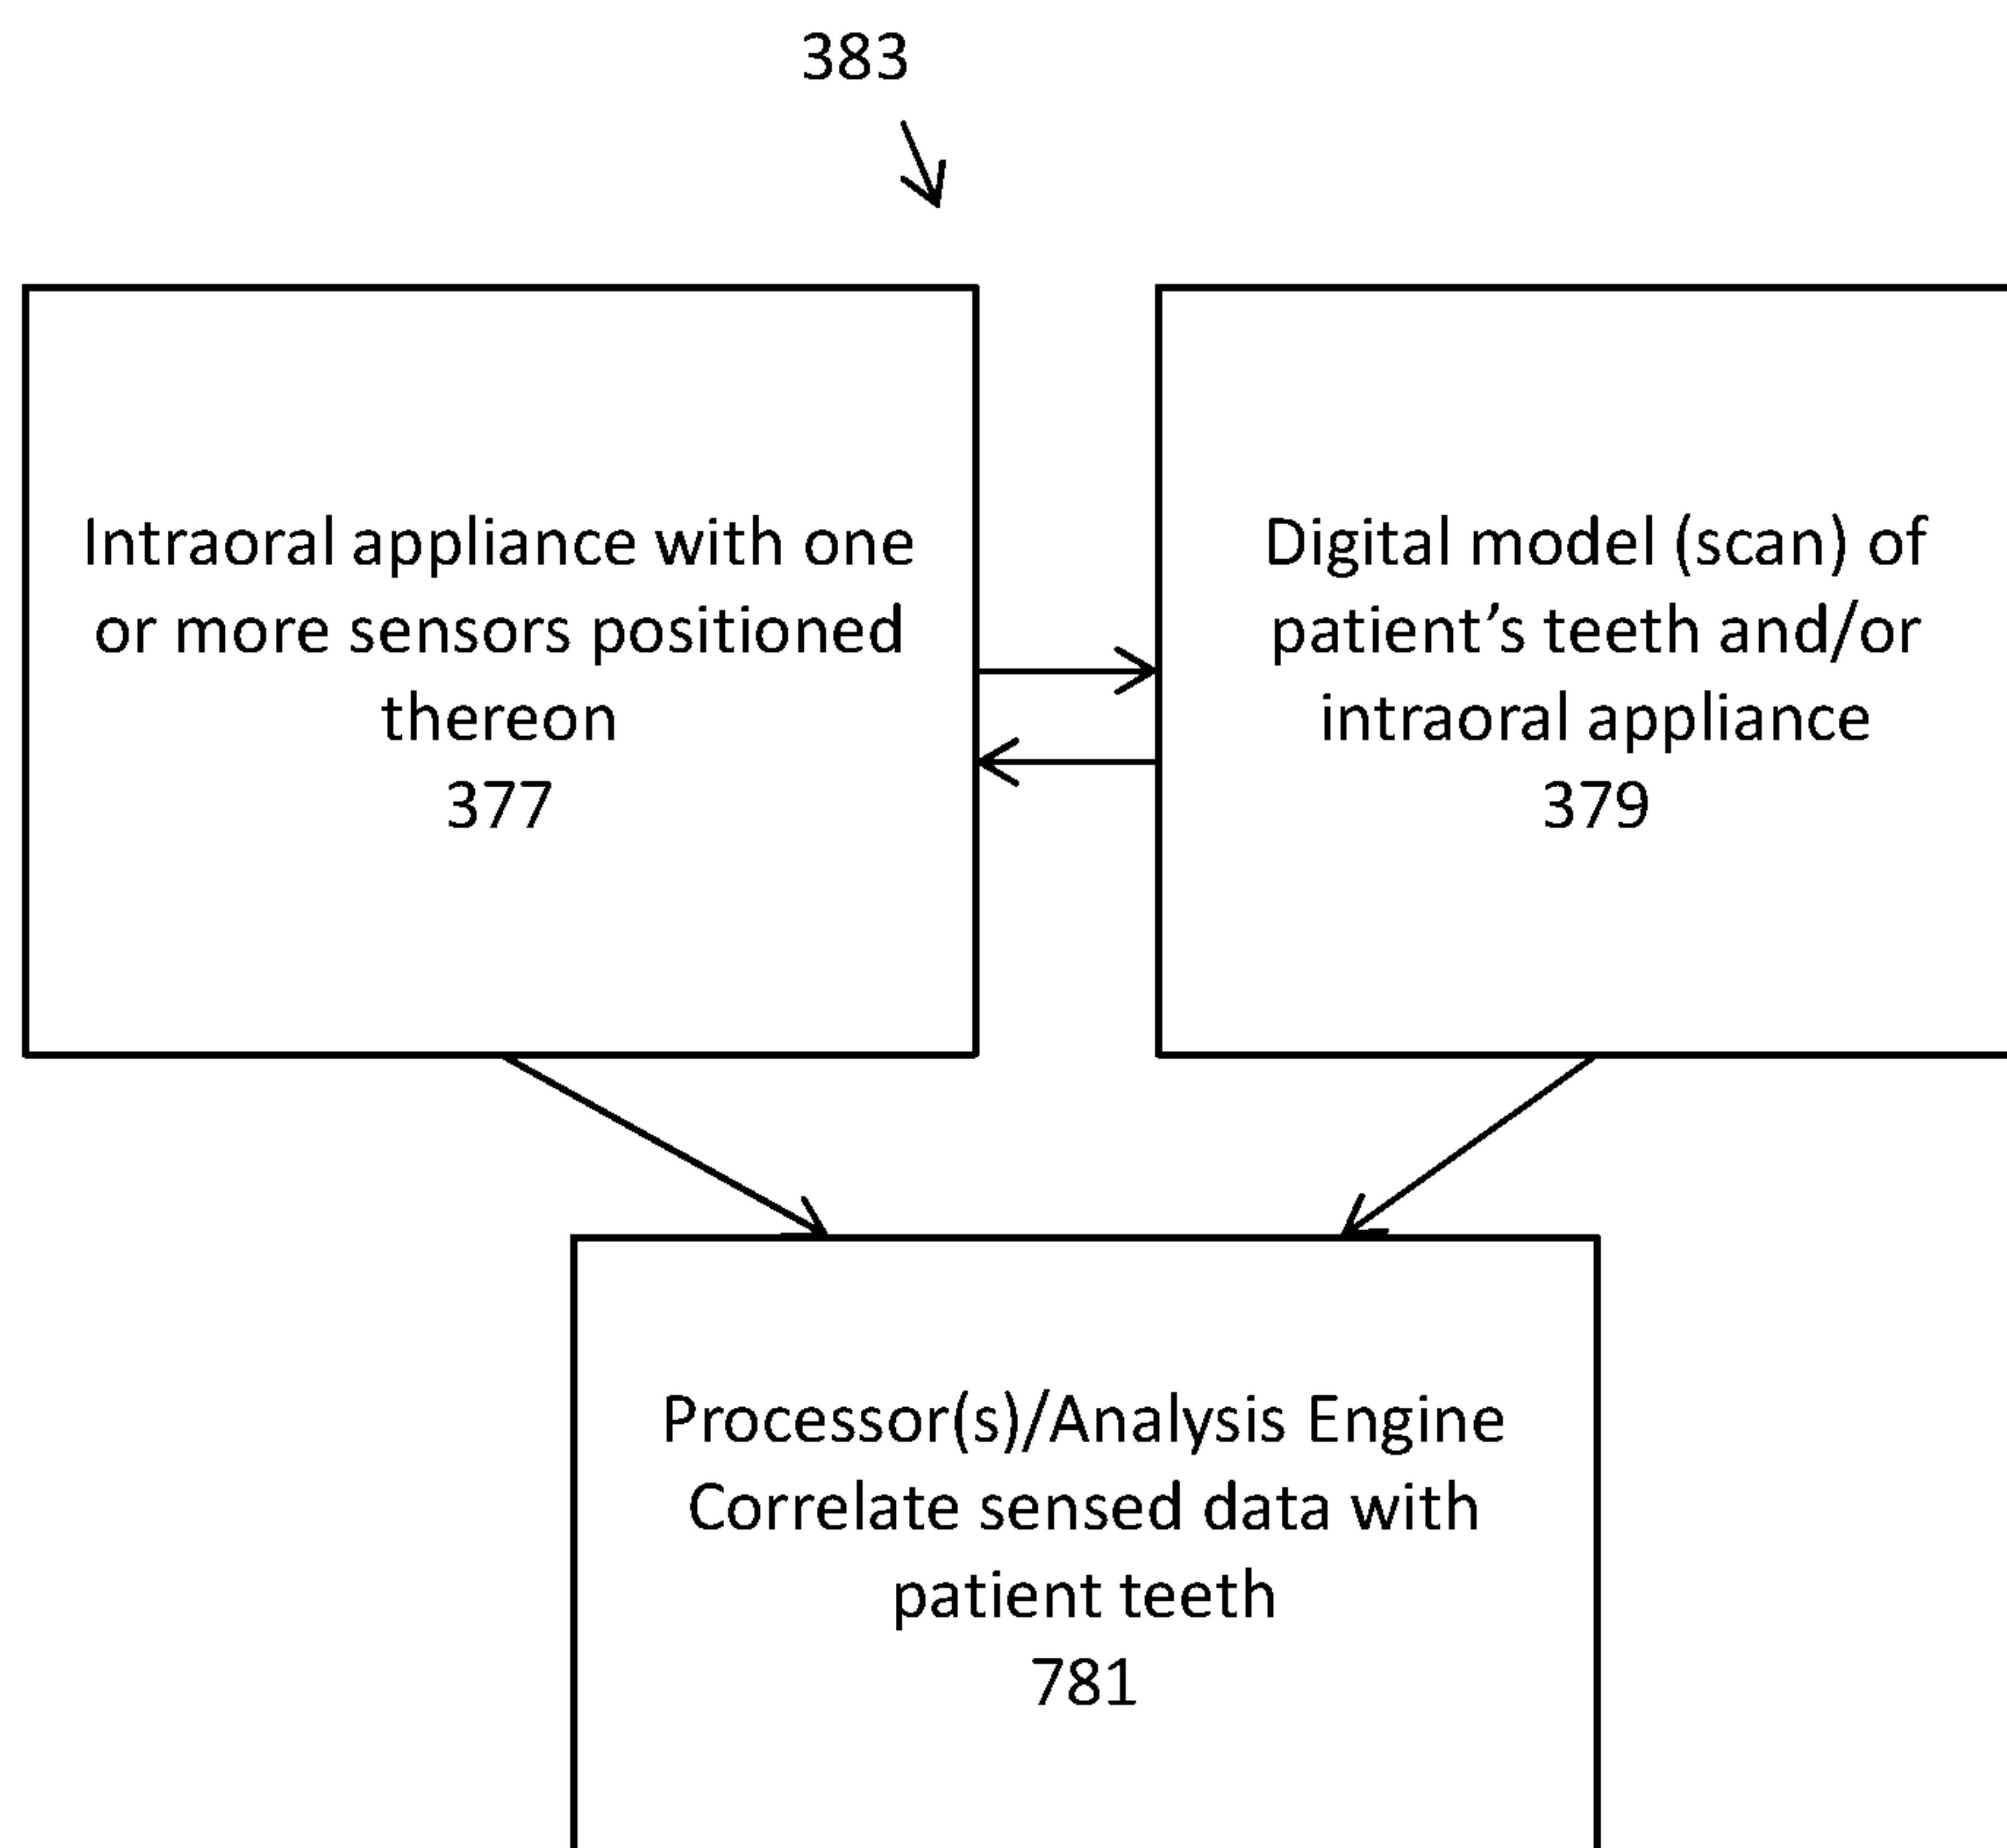 383
Intraoral appliance with one
or more sensors positioned
thereon
377
Digital model (scan) of
patient’s teeth and/or
intraoral appliance
379
Processor(s)/Analysis Engine
Correlate sensed data with
patient teeth
781